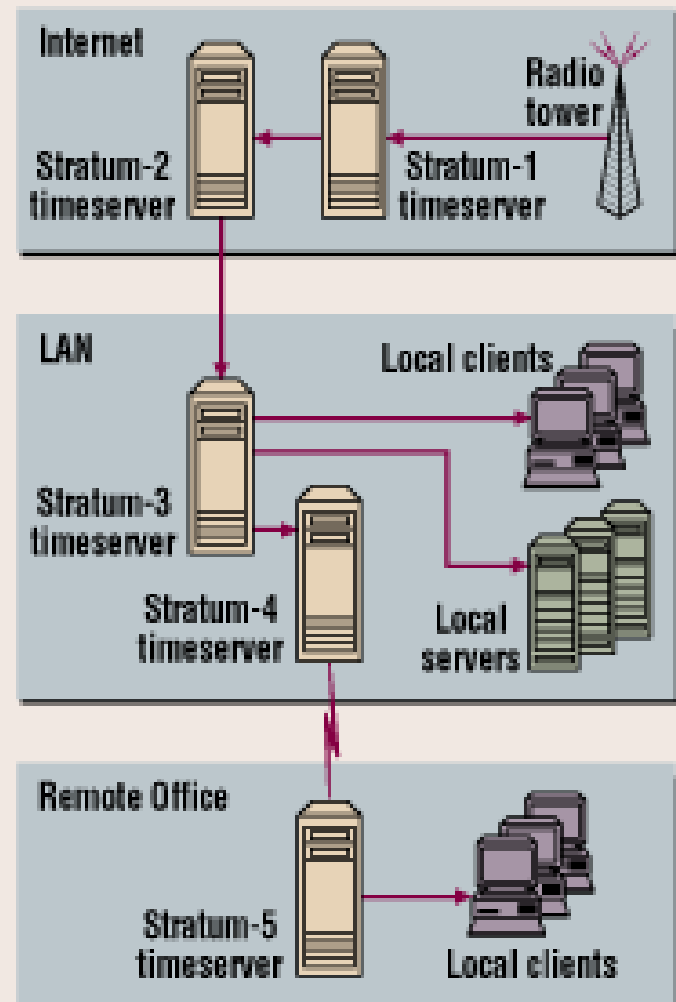 Internet
Radio
tower
Stratum-2
timeserver
Stratum-1
timeserver
LAN
Local clients
Stratum-3
timeserver
Stratum-4
timeserver
Local
servers
Remote Office
Stratum-5
timeserver
Local clients